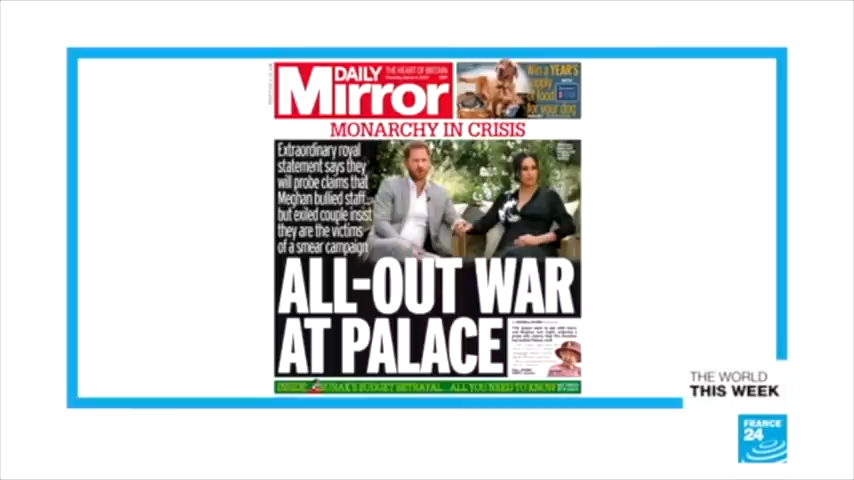 DAILY
Mirror
THE HEART OF BRITAIN
Win a YEAR'S
supply
of food
for your dog
MONARCHY IN CRISIS
Extraordinary royal
statement says they
will probe claims that
Meghan bullied staff...
but exiled couple insist
they are the victims
of a smear campaign
ALL-OUT WAR
AT PALACE
INSIDE
SUNAK'S BUDGET BETRAYAL ALL YOU NEED TO KNOW
THE WORLD
THIS WEEK
FRANCE
24